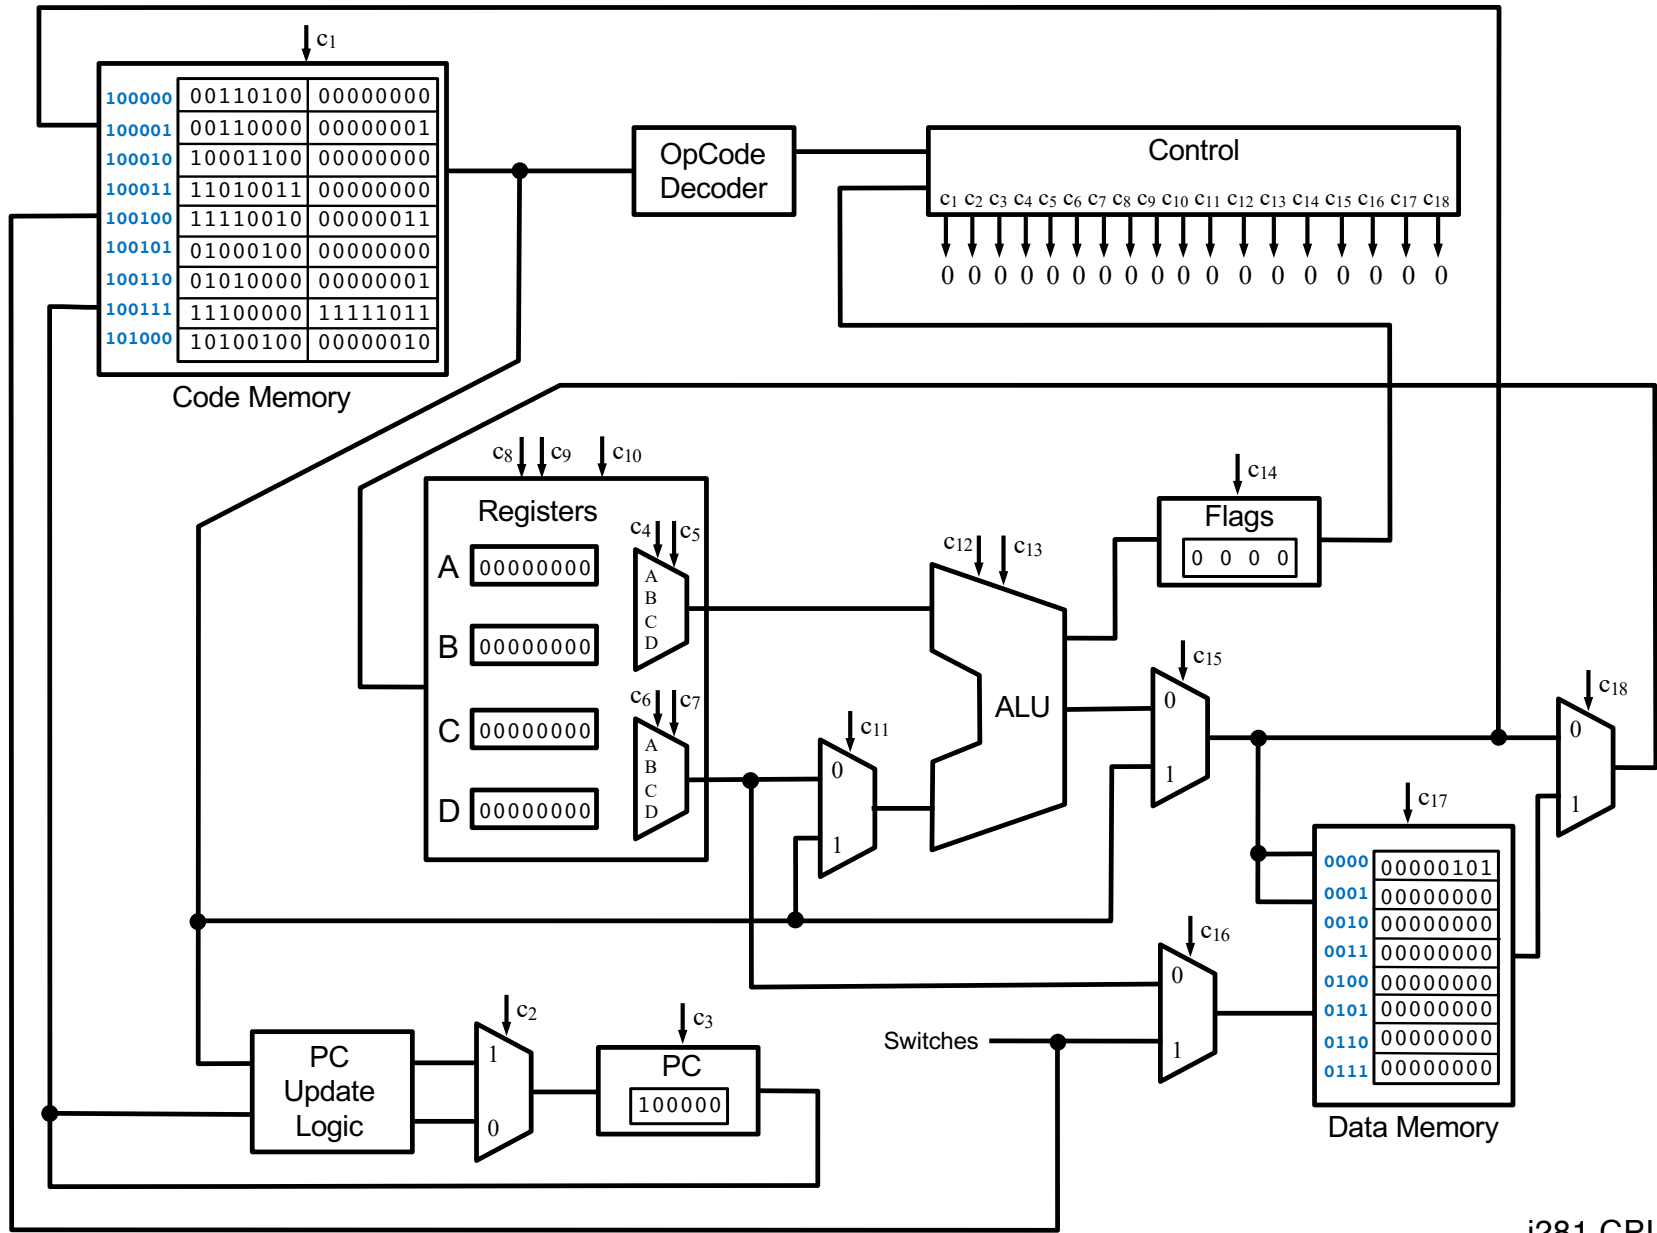 c1
100000 00110100 00000000
100001 00110000 00000001
100010 10001100 00000000
100011 11010011 00000000
100100 11110010 00000011
100101 01000100 00000000
100110 01010000 00000001
100111 11100000 11111011
101000 10100100 00000010
Code Memory
OpCode
Decoder
Control
c1 c2 c3 c4 c5 c6 c7 c8 c9 c10 c11 c12 c13 c14 c15 c16 c17 c18
0 0 0 0 0 0 0 0 0 0 0 0 0 0 0 0 0 0
c8 c9 c10
Registers
A 00000000
B 00000000
C 00000000
D 00000000
c4 c5
A
B
C
D
c6 c7
A
B
C
D
c11
0
1
c12 c13
ALU
c14
Flags
0 0 0 0
c15
0
1
c18
0
1
c17
0000 00000101
0001 00000000
0010 00000000
0011 00000000
0100 00000000
0101 00000000
0110 00000000
0111 00000000
Data Memory
c16
0
1
Switches
PC
Update
Logic
c2
1
0
c3
PC
100000